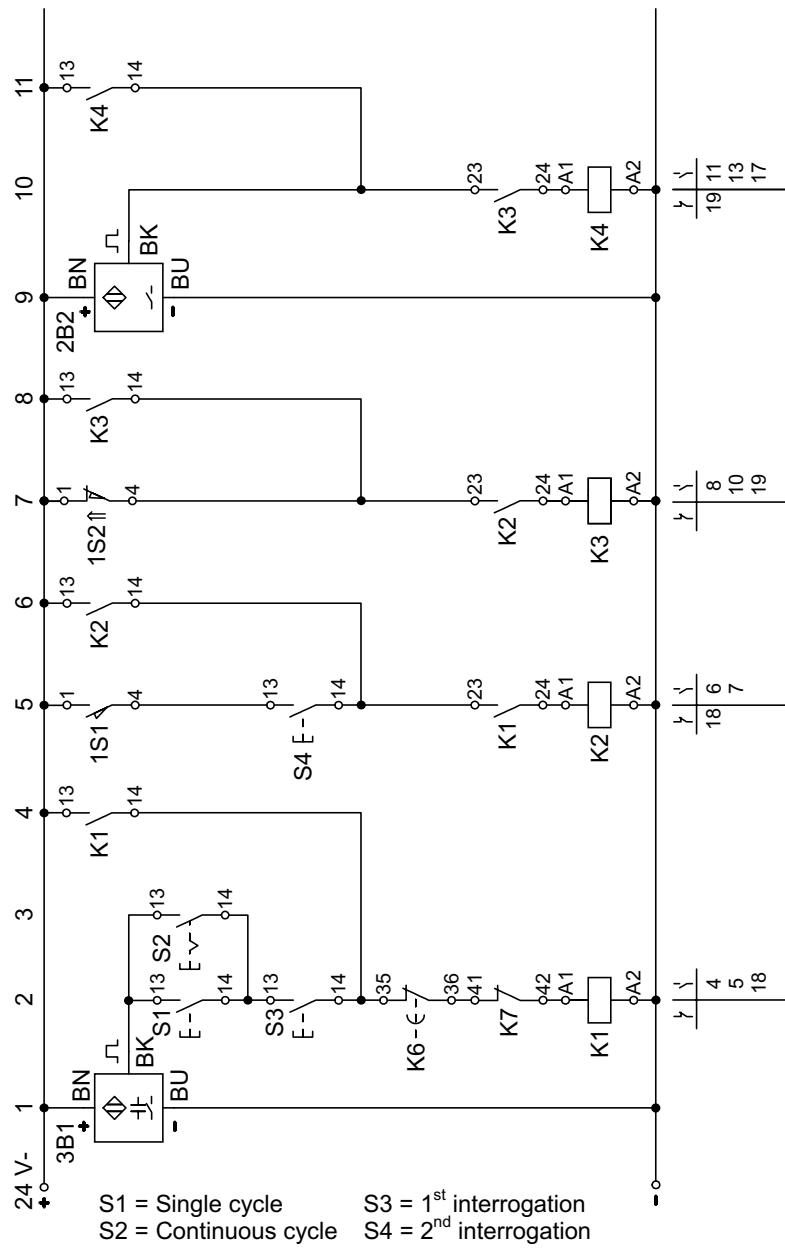 24 V-
+
1 2 3 4 5 6 7 8 9 10 11
3B1
+
BN
BK
BU
-
S1
13
14
S2
13
14
S3
13
14
K6
35
36
K7
41
42
K1
A1
A2
K1
13
14
1S1
1
4
S4
13
14
K1
23
24
K2
A1
A2
K2
13
14
1S2
1
4
K2
23
24
K3
A1
A2
K3
13
14
2B2
+
BN
BK
BU
-
K3
23
24
K4
A1
A2
K4
13
14
-
4
5
18
18
6
7
8
10
19
19
11
13
17
S1 = Single cycle
S2 = Continuous cycle
S3 = 1st interrogation
S4 = 2nd interrogation